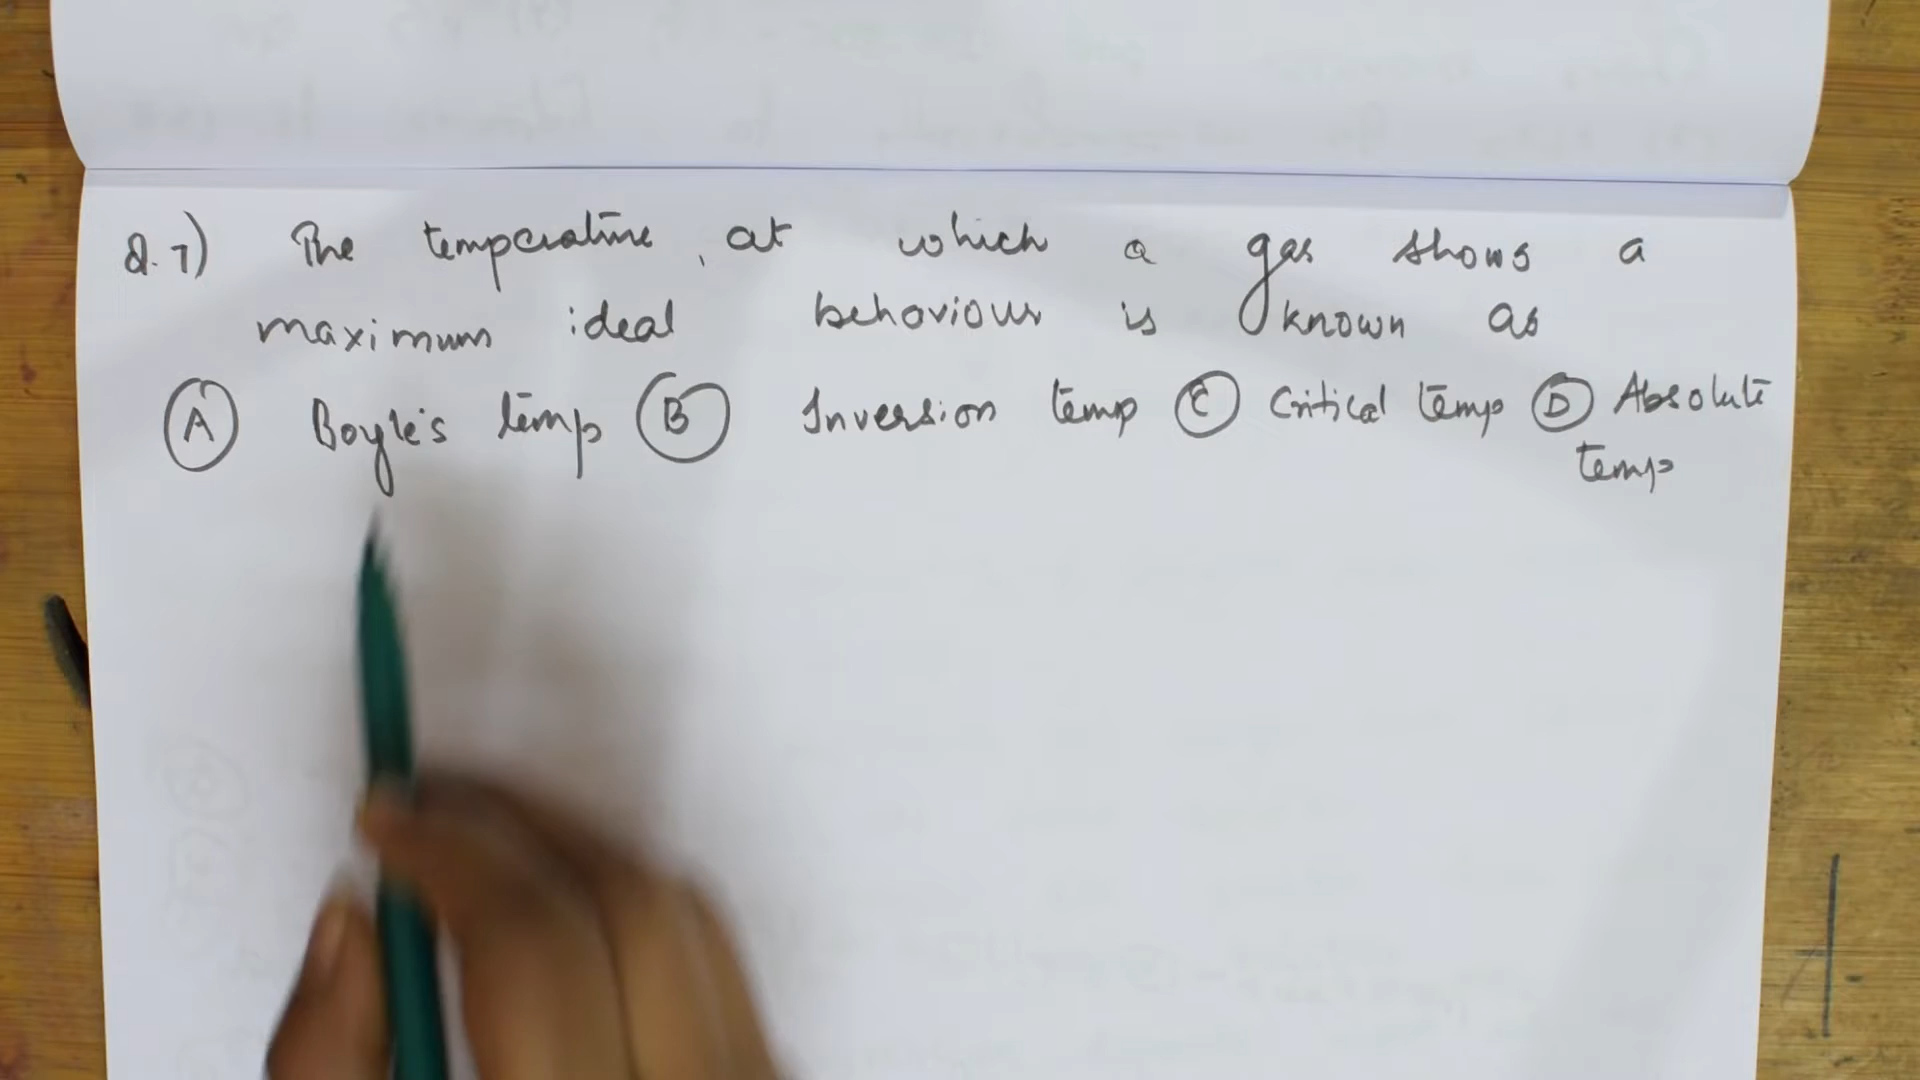 Q.7) The temperature, at which a gas shows a
maximum ideal behaviour is known as
(A) Boyle's temp (B) Inversion temp (C) Critical temp (D) Absolute
temp